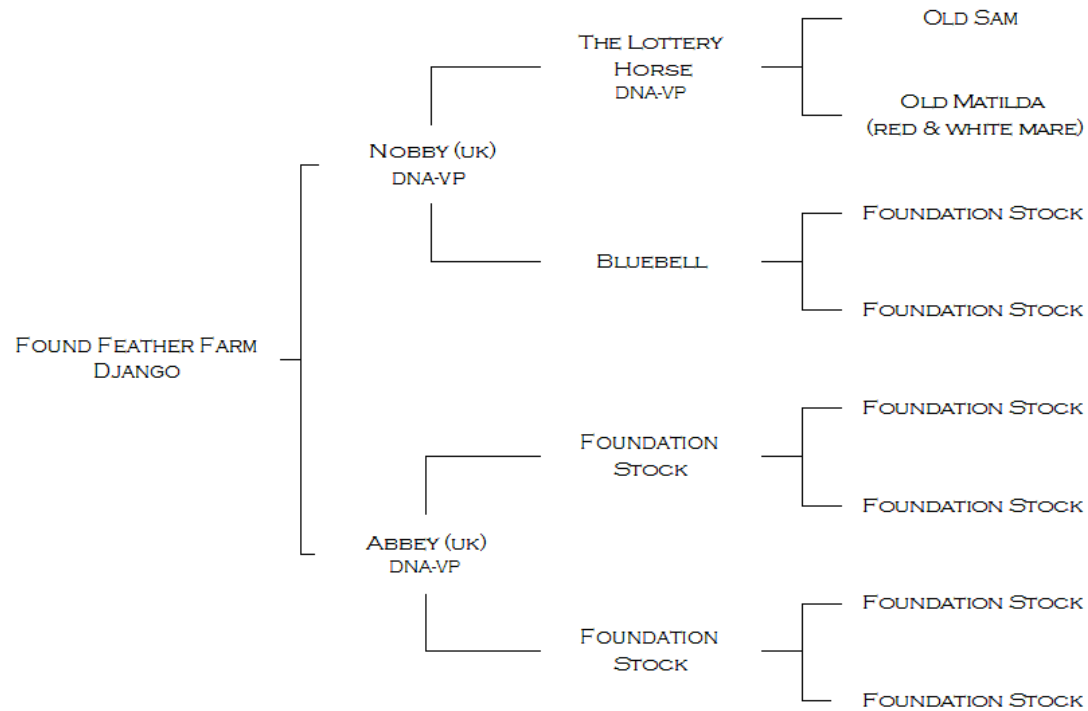 Old Sam
The Lottery
Horse
DNA-VP
Old Matilda
(red & white mare)
Nobby (UK)
DNA-VP
Foundation Stock
Bluebell
Foundation Stock
Found Feather Farm
Django
Foundation Stock
Foundation
Stock
Foundation Stock
Abbey (UK)
DNA-VP
Foundation Stock
Foundation
Stock
Foundation Stock